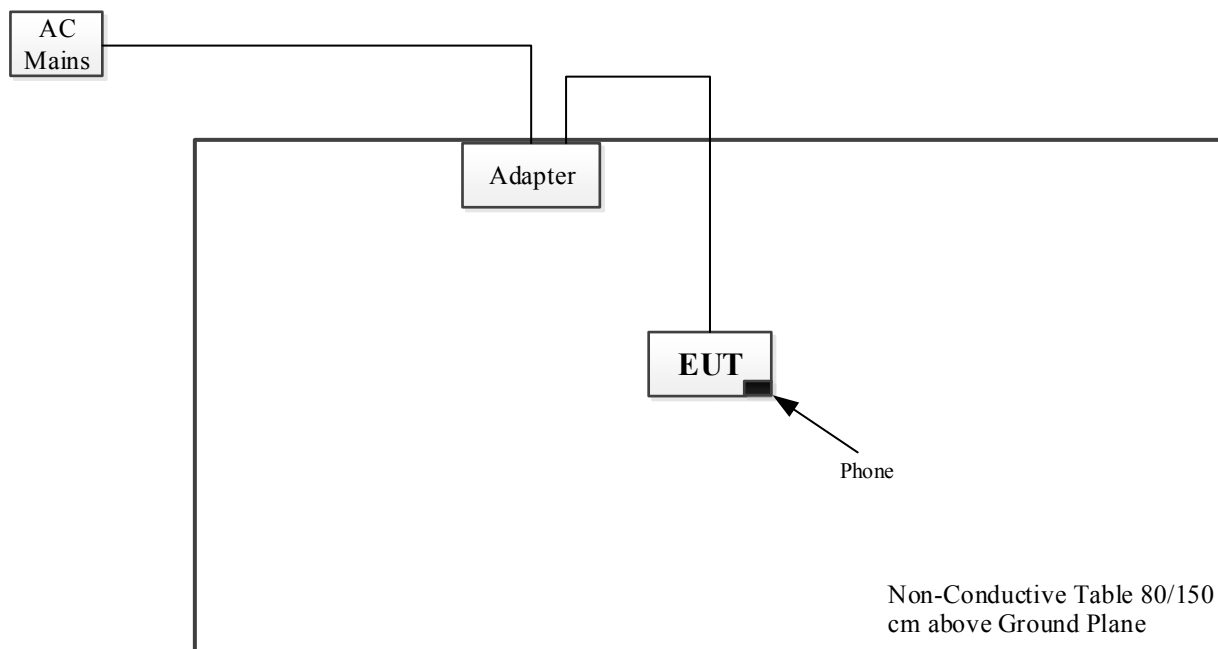 AC
Mains
Adapter
EUT
Phone
Non-Conductive Table 80/150
cm above Ground Plane